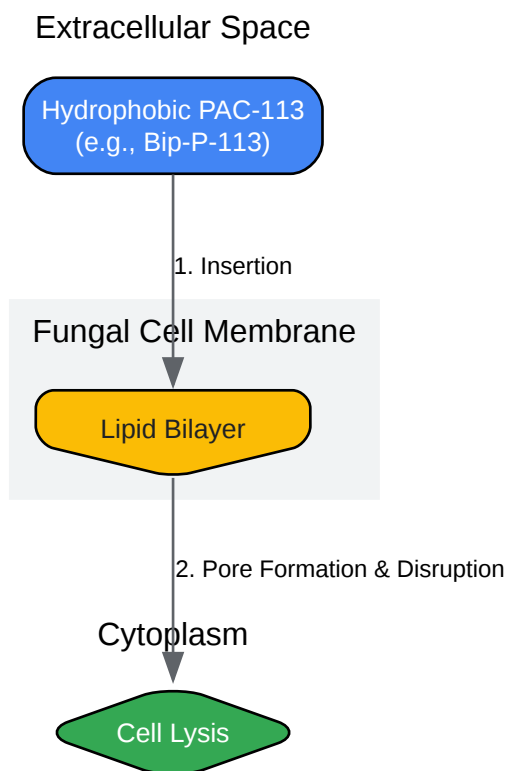 Extracellular Space
Hydrophobic PAC-113
(e.g., Bip-P-113)
1. Insertion
Fungal Cell Membrane
Lipid Bilayer
2. Pore Formation & Disruption
Cytoplasm
Cell Lysis